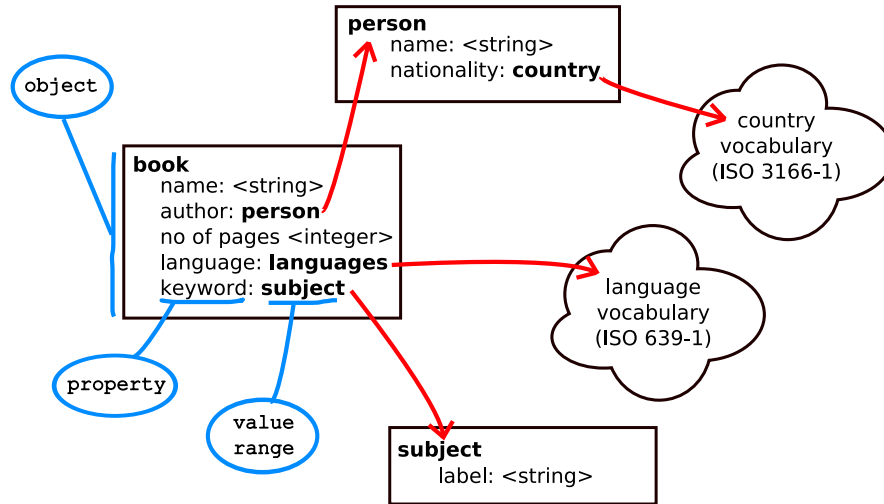 person
name: <string>
nationality: country
object
country
vocabulary
(ISO 3166-1)
book
name: <string>
author: person
no of pages <integer>
language: languages
keyword: subject
language
vocabulary
(ISO 639-1)
property
value
range
subject
label: <string>